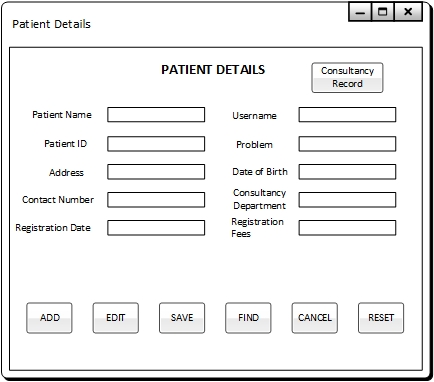 Patient Details
PATIENT DETAILS
Consultancy
Record
Patient Name
Username
Patient ID
Problem
Address
Date of Birth
Contact Number
Consultancy
Department
Registration Date
Registration
Fees
ADD
EDIT
SAVE
FIND
CANCEL
RESET